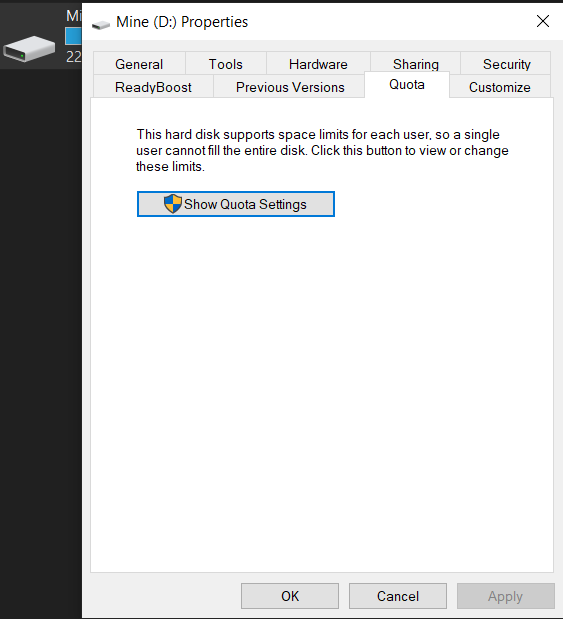 Mine (D:) Properties
Mi
22
General Tools Hardware Sharing Security
ReadyBoost Previous Versions Quota Customize
This hard disk supports space limits for each user, so a single
user cannot fill the entire disk. Click this button to view or change
these limits.
Show Quota Settings
OK Cancel Apply